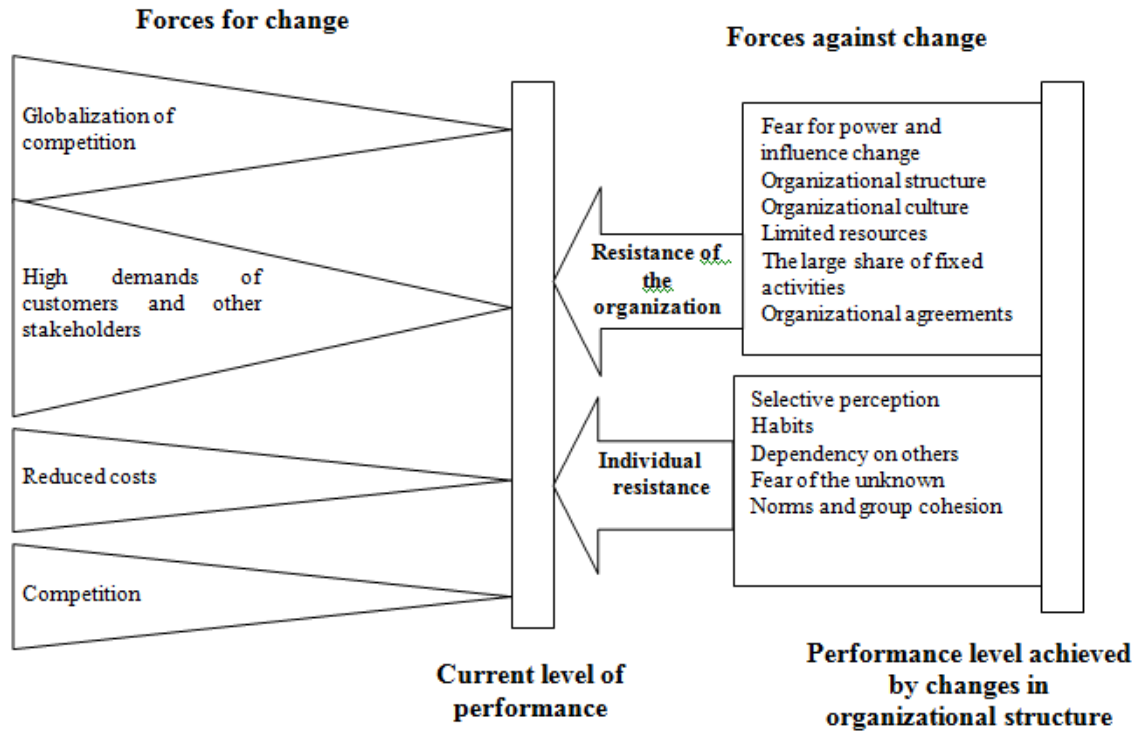 Forces for change
Globalization of
competition
High demands of
customers and other
stakeholders
Reduced costs
Competition
Current level of
performance
Forces against change
Resistance of
the
organization
Fear for power and
influence change
Organizational structure
Organizational culture
Limited resources
The large share of fixed
activities
Organizational agreements
Individual
resistance
Selective perception
Habits
Dependency on others
Fear of the unknown
Norms and group cohesion
Performance level achieved
by changes in
organizational structure